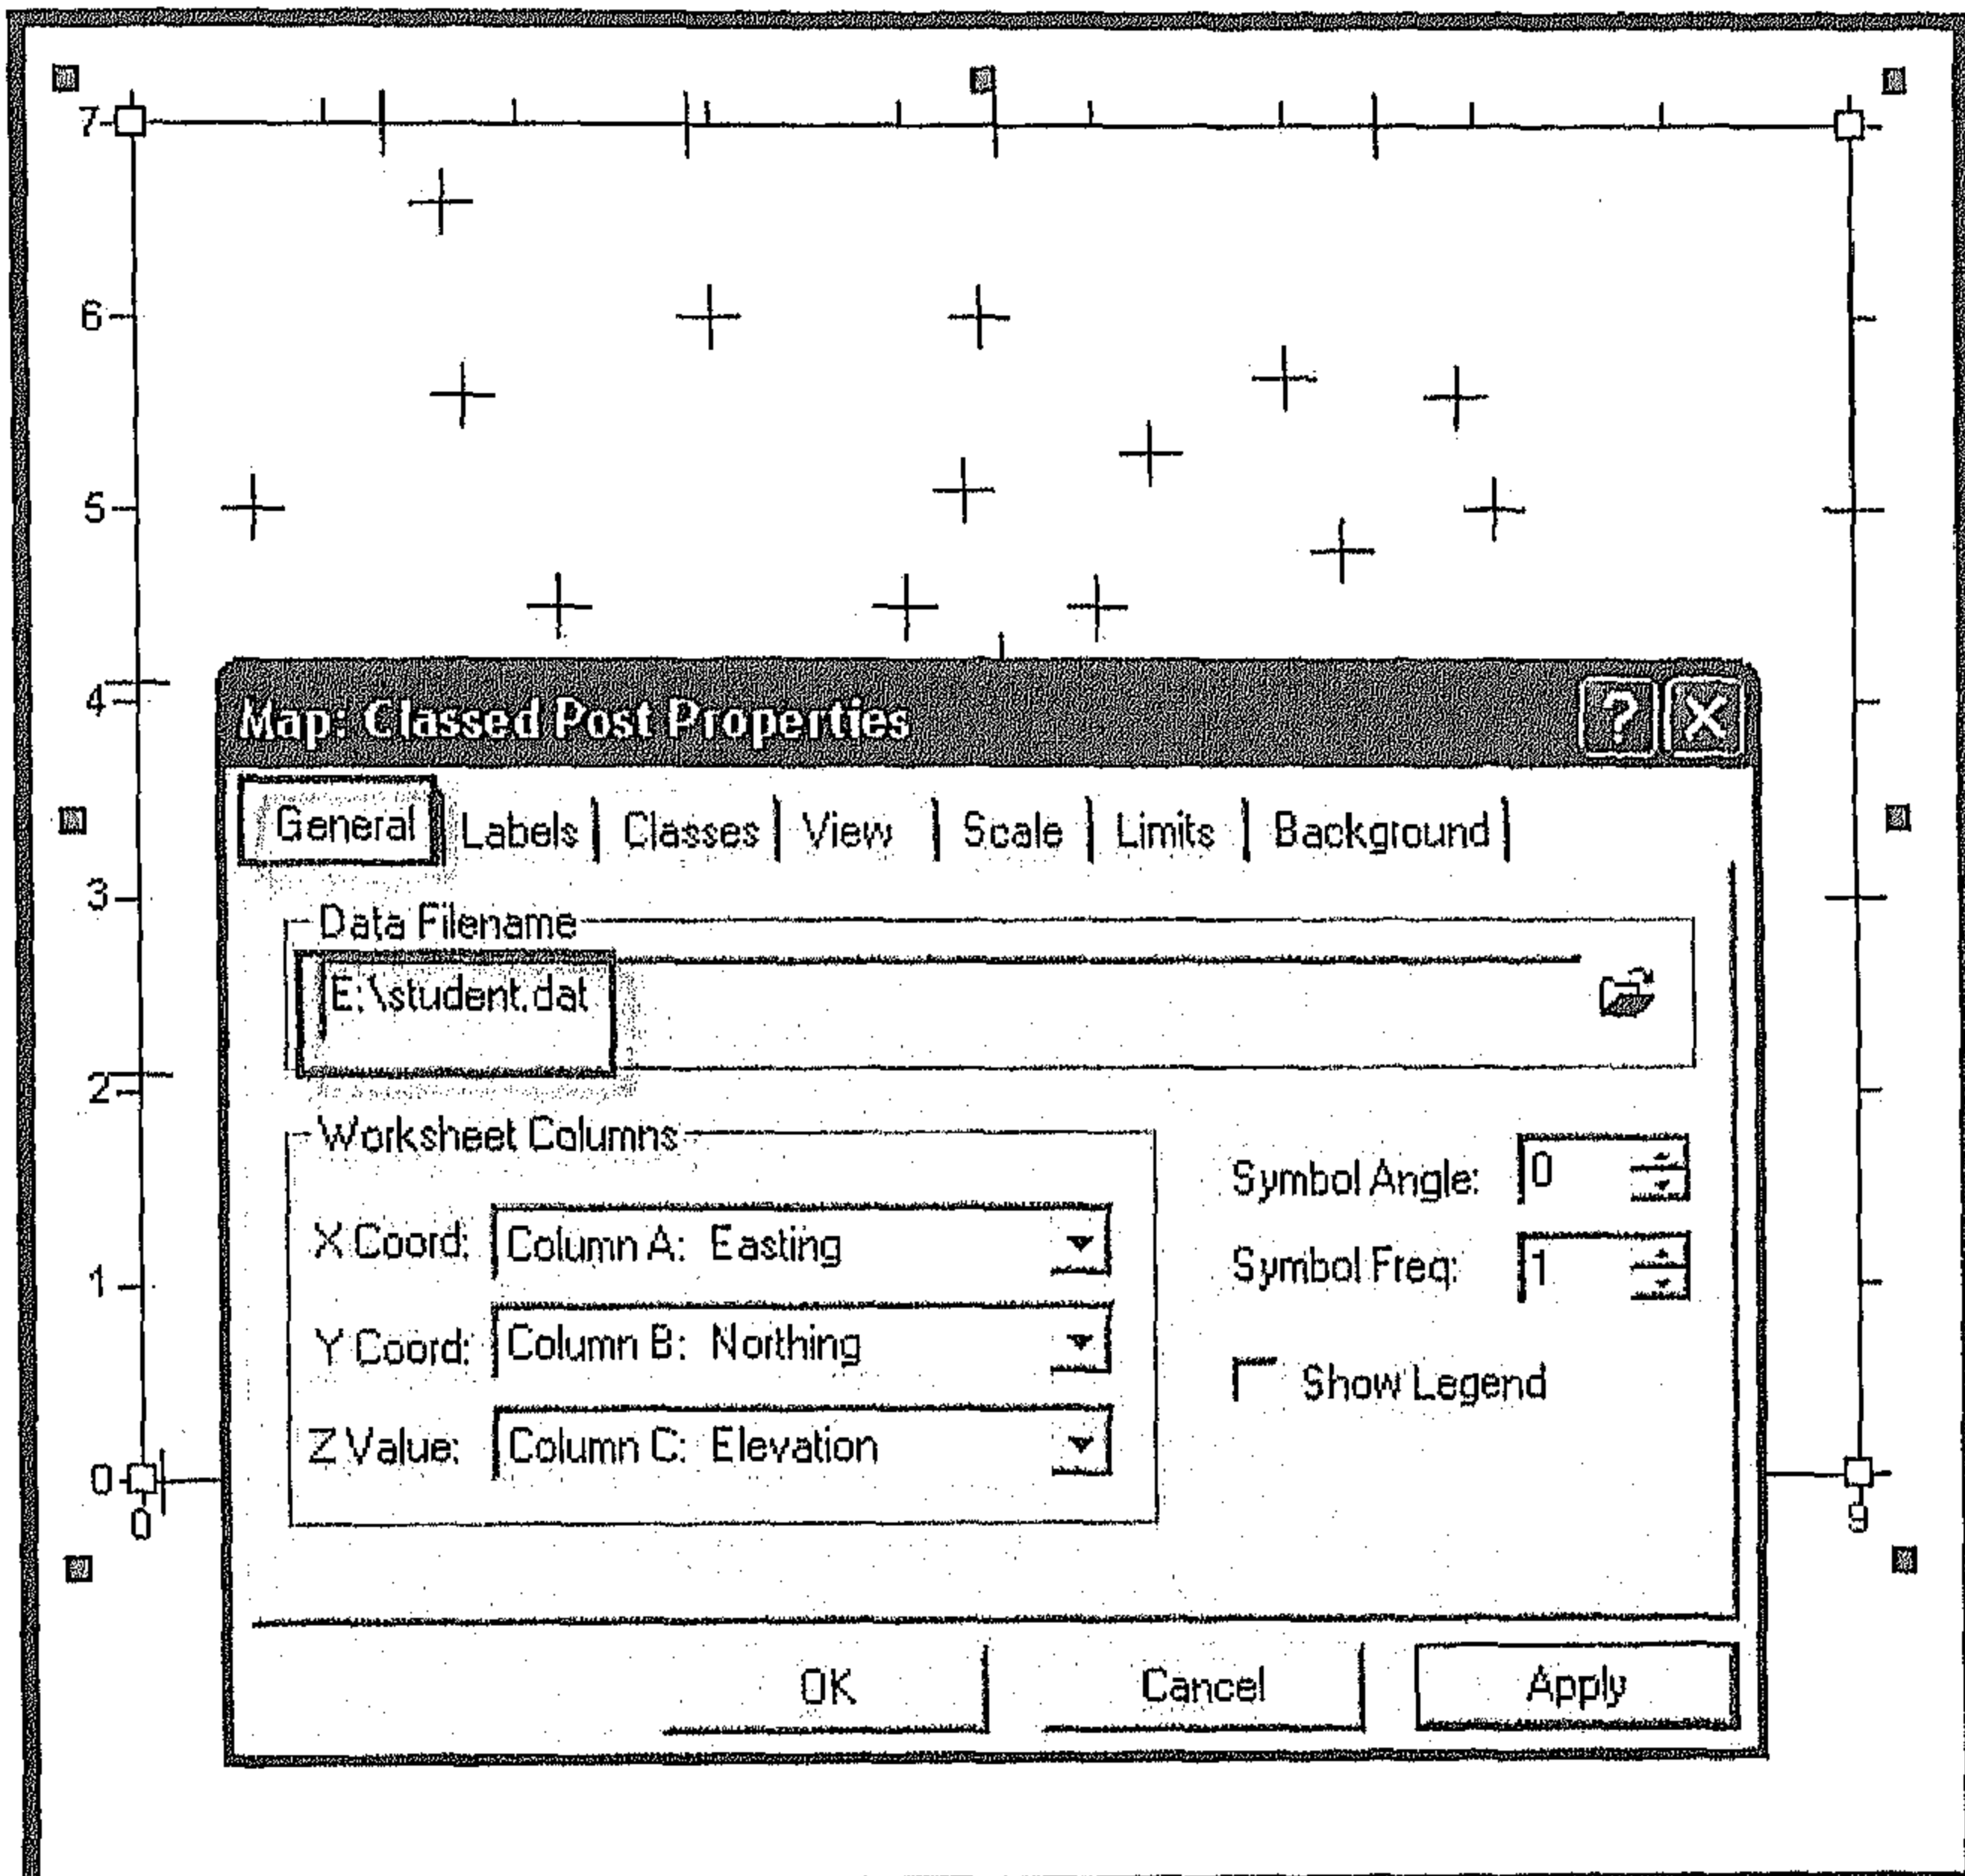 7
6
5
4
Map: Classed Post Properties ? X
General Labels Classes View Scale Limits Background
3
Data Filename
E:\student.dat
2
Worksheet Columns
Symbol Angle: 0
X Coord: Column A: Easting
Symbol Freq: 1
1
Y Coord: Column B: Northing
Show Legend
Z Value: Column C: Elevation
0
0 9
OK Cancel Apply